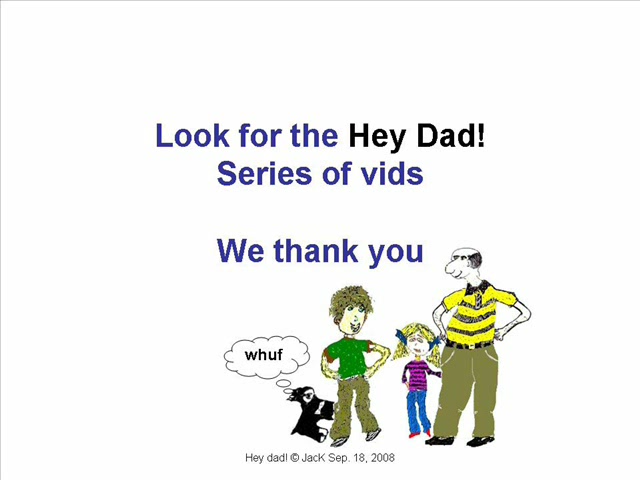 Look for the Hey Dad!
Series of vids
We thank you
whuf
Hey dad! © JacK Sep. 18, 2008